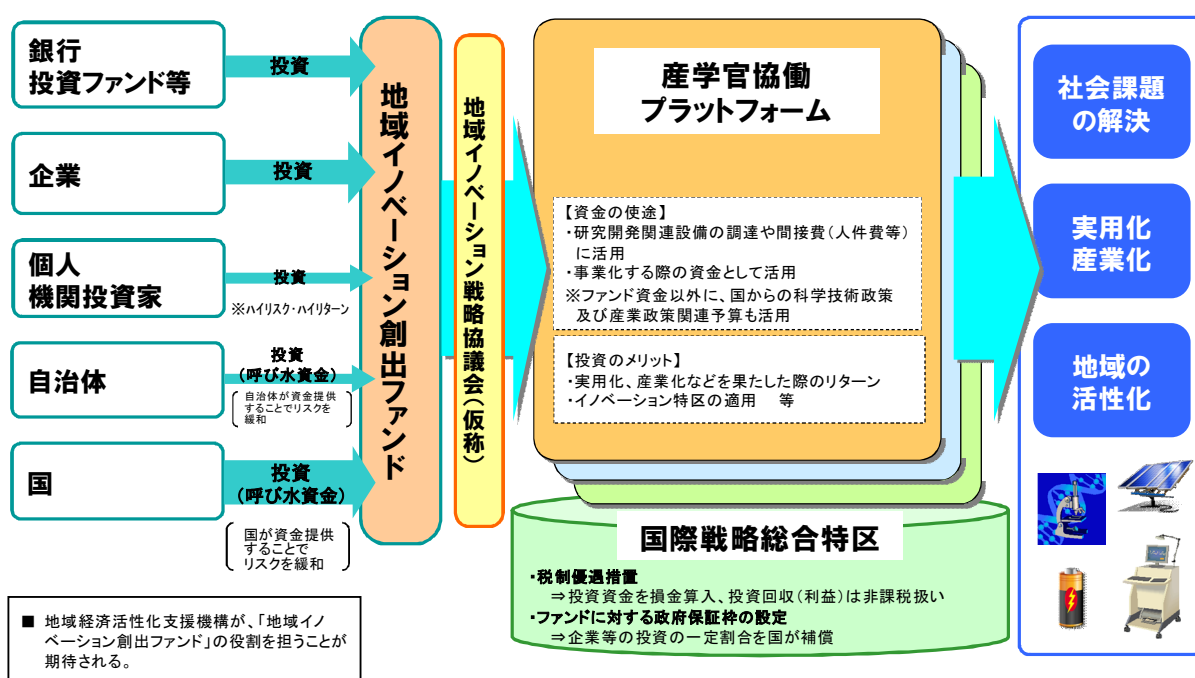 銀行
投資ファンド等
投資
企業
投資
個人
機関投資家
投資
※ハイリスク・ハイリターン
自治体
投資
(呼び水資金)
自治体が資金提供
することでリスクを
緩和
国
投資
(呼び水資金)
国が資金提供
することで
リスクを緩和
■ 地域経済活性化支援機構が、「地域イノ
ベーション創出ファンド」の役割を担うことが
期待される。
地域イノベーション創出ファンド
地域イノベーション戦略協議会(仮称)
産学官協働
プラットフォーム
【資金の使途】
・研究開発関連設備の調達や間接費(人件費等)
に活用
・事業化する際の資金として活用
※ファンド資金以外に、国からの科学技術政策
及び産業政策関連予算も活用
【投資のメリット】
・実用化、産業化などを果たした際のリターン
・イノベーション特区の適用 等
国際戦略総合特区
・税制優遇措置
⇒投資資金を損金算入、投資回収(利益)は非課税扱い
・ファンドに対する政府保証枠の設定
⇒企業等の投資の一定割合を国が補償
社会課題
の解決
実用化
産業化
地域の
活性化